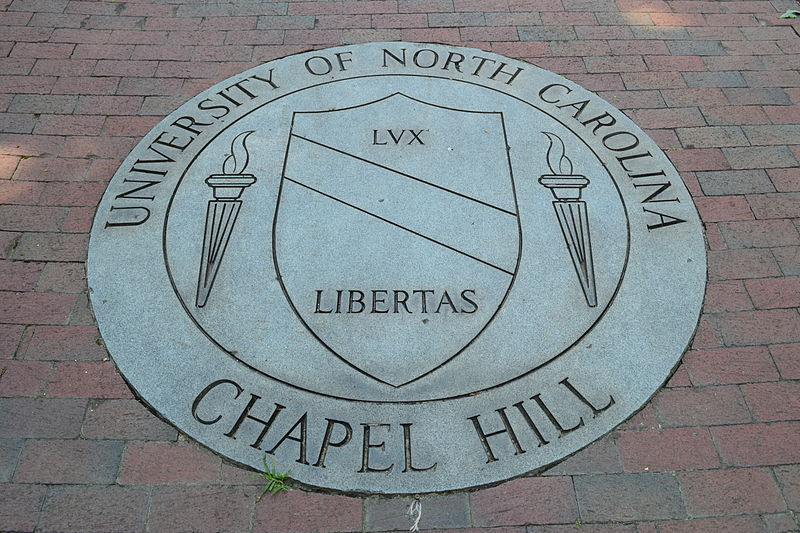 UNIVERSITY OF NORTH CAROLINA
LVX
LIBERTAS
CHAPEL HILL